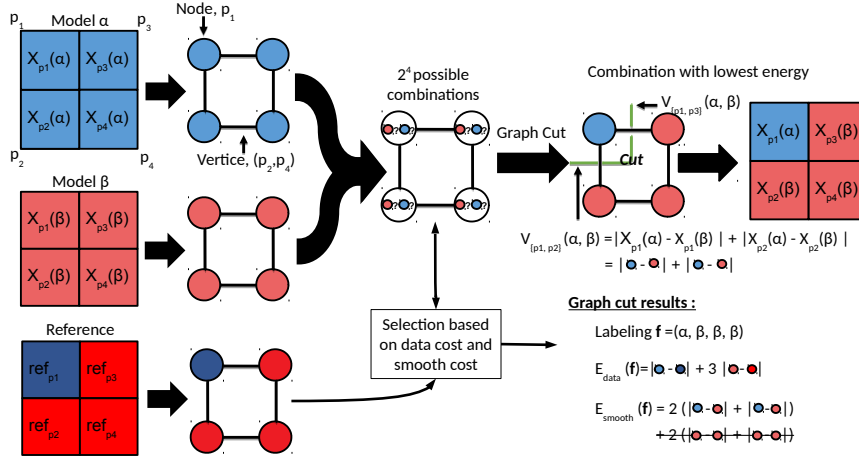 p1 Model α p3
Xp1(α) Xp3(α)
Xp2(α) Xp4(α)
p2 p4
Node, p1
Vertice, (p2,p4)
Model β
Xp1(β) Xp3(β)
Xp2(β) Xp4(β)
Reference
refp1 refp3
refp2 refp4
2^4 possible
combinations
? ? ? ?
? ? ? ?
Selection based
on data cost and
smooth cost
Graph Cut
Combination with lowest energy
V{p1, p3}(α, β)
Cut
Xp1(α) Xp3(β)
Xp2(β) Xp4(β)
V{p1, p2}(α, β) =|Xp1(α) - Xp1(β) | + |Xp2(α) - Xp2(β) |
= | - | + | - |
Graph cut results :
Labeling f =(α, β, β, β)
Edata (f)=| - | + 3 | - |
Esmooth (f) = 2 (| - | + | - |)
+ 2 (| - | + | - |)